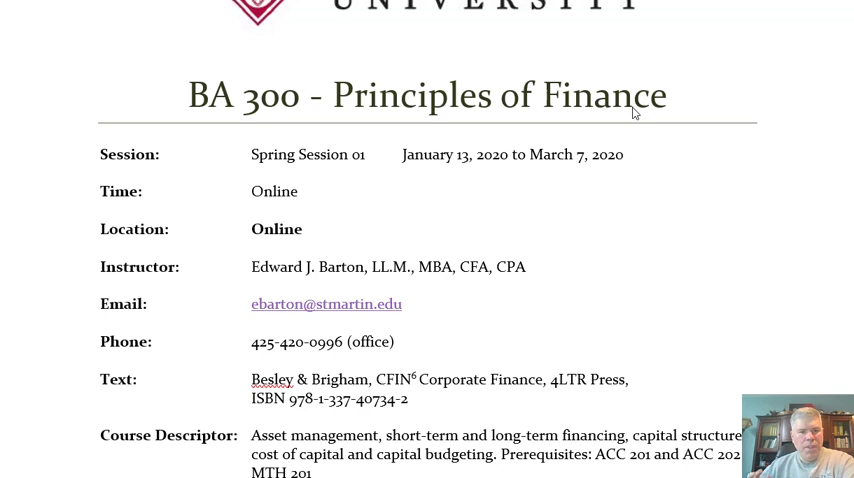 UNIVERSITY
BA 300 - Principles of Finance
Session: Spring Session 01 January 13, 2020 to March 7, 2020
Time: Online
Location: Online
Instructor: Edward J. Barton, LL.M., MBA, CFA, CPA
Email: ebarton@stmartin.edu
Phone: 425-420-0996 (office)
Text: Besley & Brigham, CFIN6 Corporate Finance, 4LTR Press,
ISBN 978-1-337-40734-2
Course Descriptor: Asset management, short-term and long-term financing, capital structure
cost of capital and capital budgeting. Prerequisites: ACC 201 and ACC 202
MTH 201